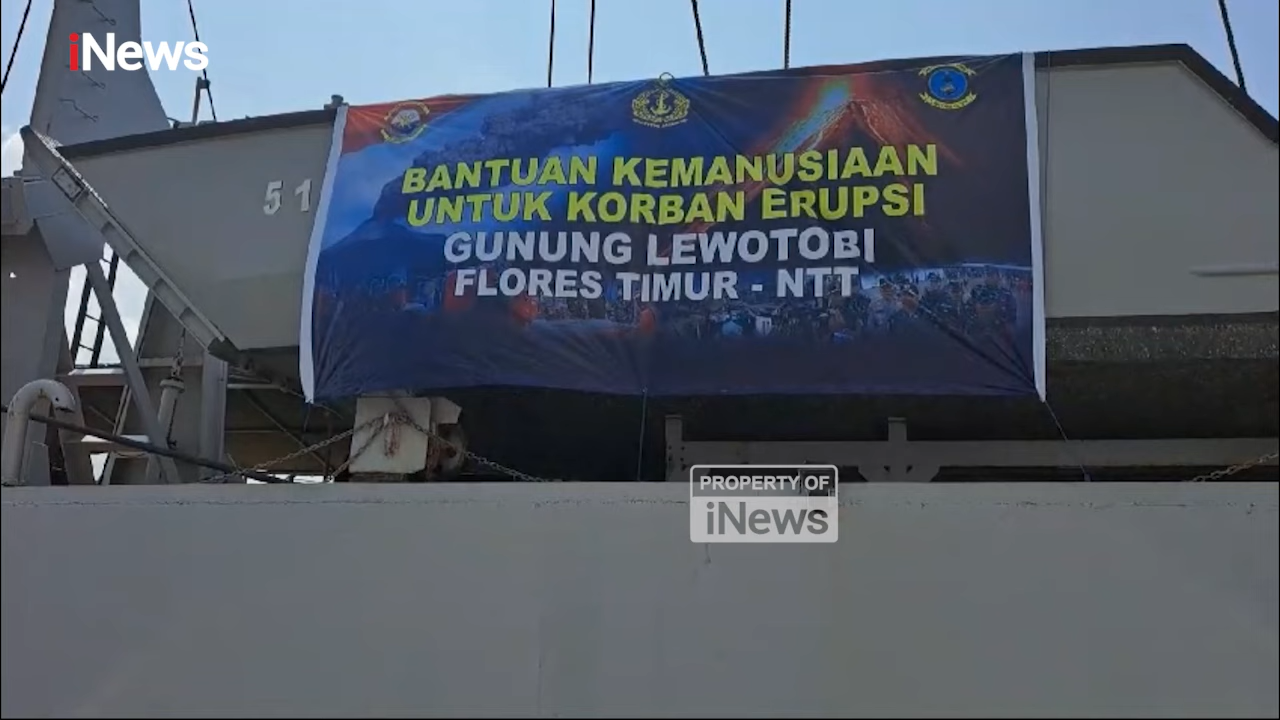 iNews
51
BANTUAN KEMANUSIAAN
UNTUK KORBAN ERUPSI
GUNUNG LEWOTOBI
FLORES TIMUR - NTT
PROPERTY OF
iNews